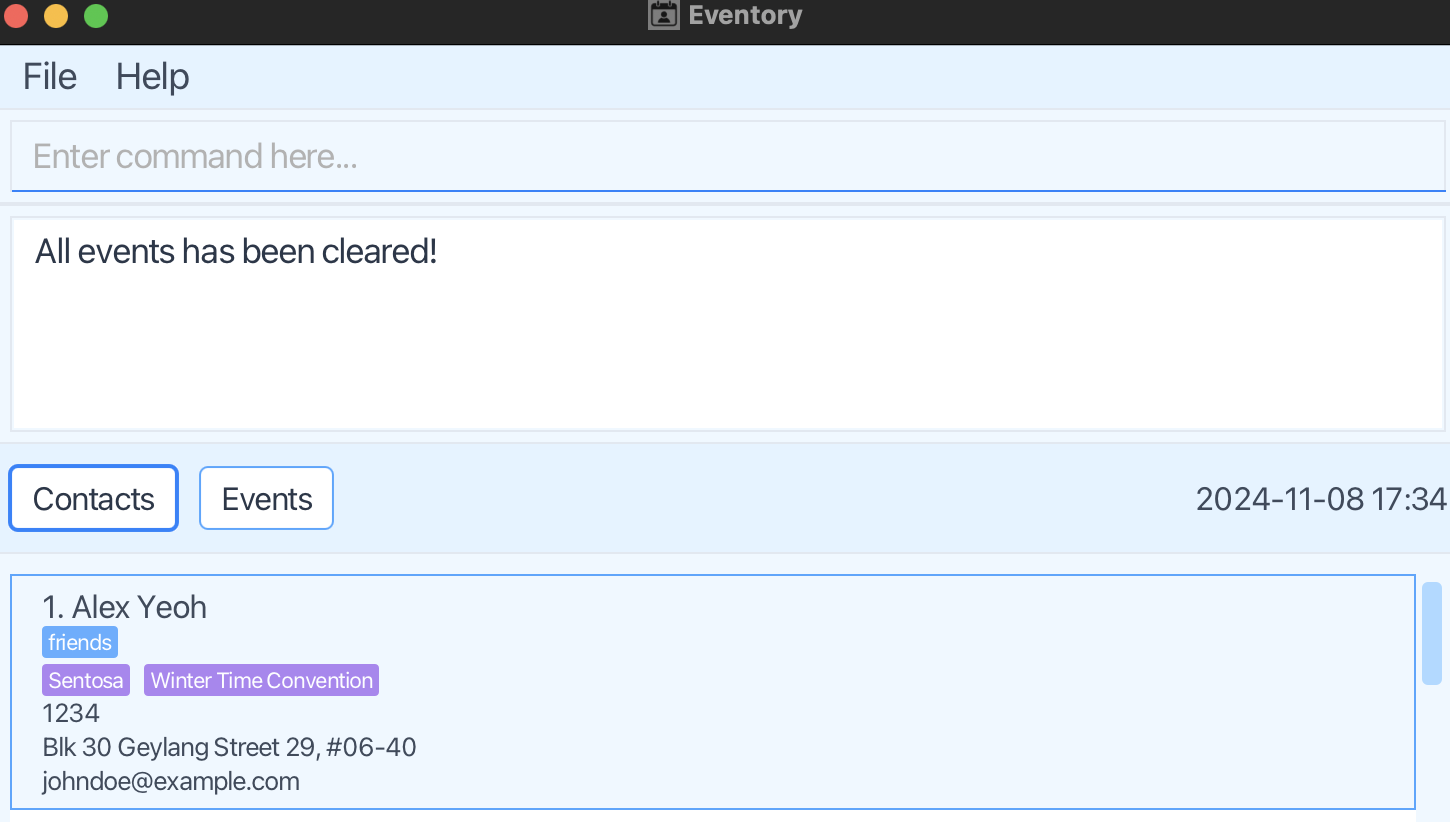 Eventory
File Help
Enter command here...
All events has been cleared!
Contacts Events 2024-11-08 17:34
1. Alex Yeoh
friends
Sentosa Winter Time Convention
1234
Blk 30 Geylang Street 29, #06-40
johndoe@example.com